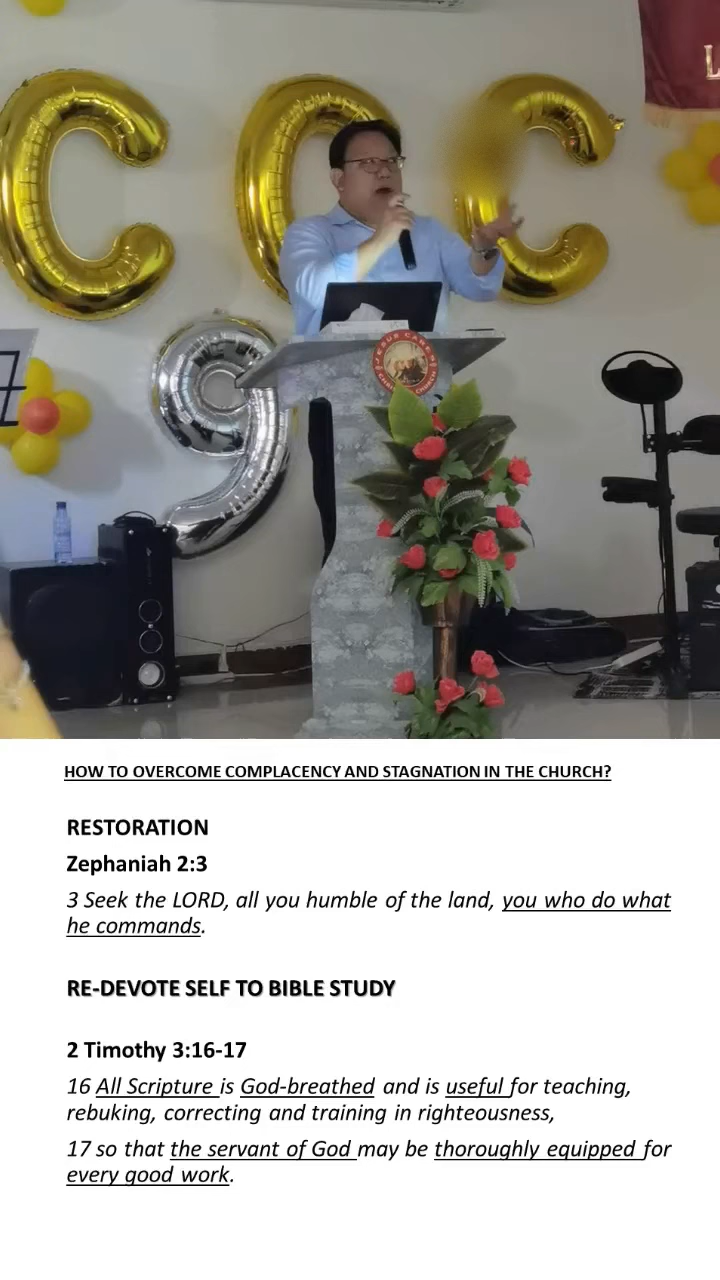 L
C C C
9
JESUS CARES
CHURCH
HOW TO OVERCOME COMPLACENCY AND STAGNATION IN THE CHURCH?
RESTORATION
Zephaniah 2:3
3 Seek the LORD, all you humble of the land, you who do what
he commands.
RE-DEVOTE SELF TO BIBLE STUDY
2 Timothy 3:16-17
16 All Scripture is God-breathed and is useful for teaching,
rebuking, correcting and training in righteousness,
17 so that the servant of God may be thoroughly equipped for
every good work.